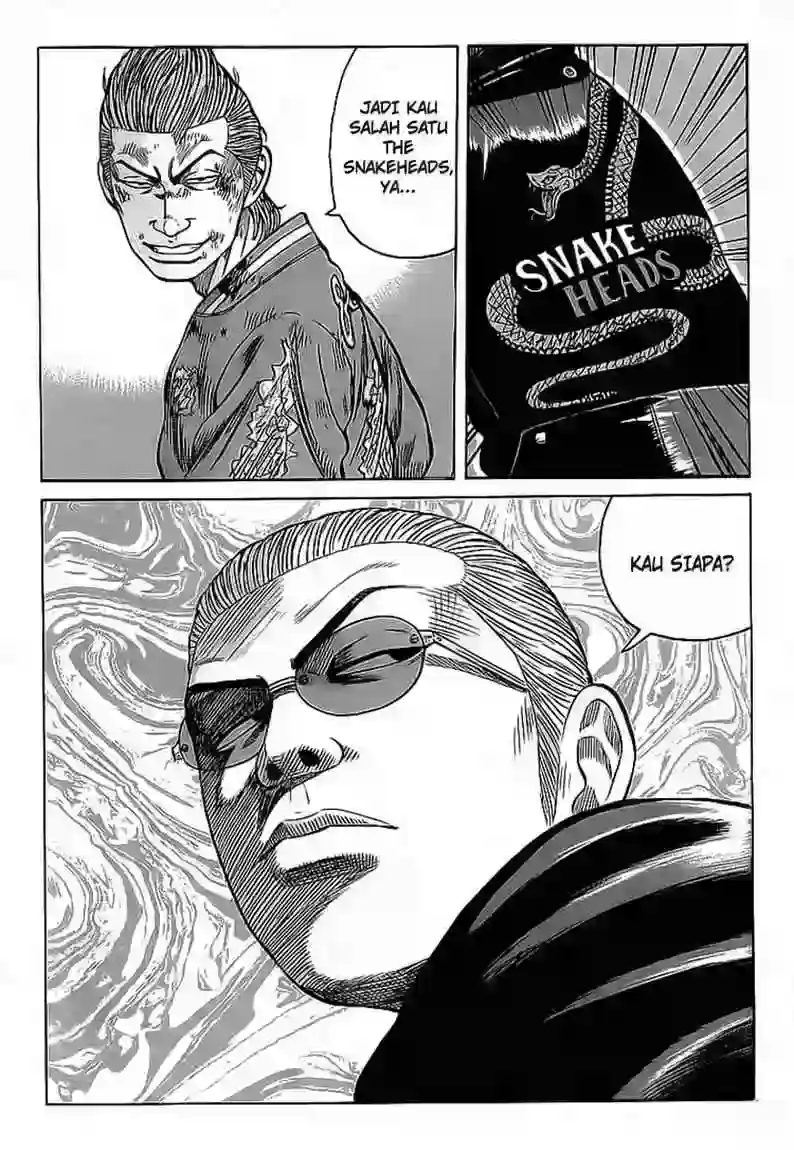 JADI KAU
SALAH SATU
THE
SNAKEHEADS,
YA...
SNAKE
HEADS
KAU SIAPA?